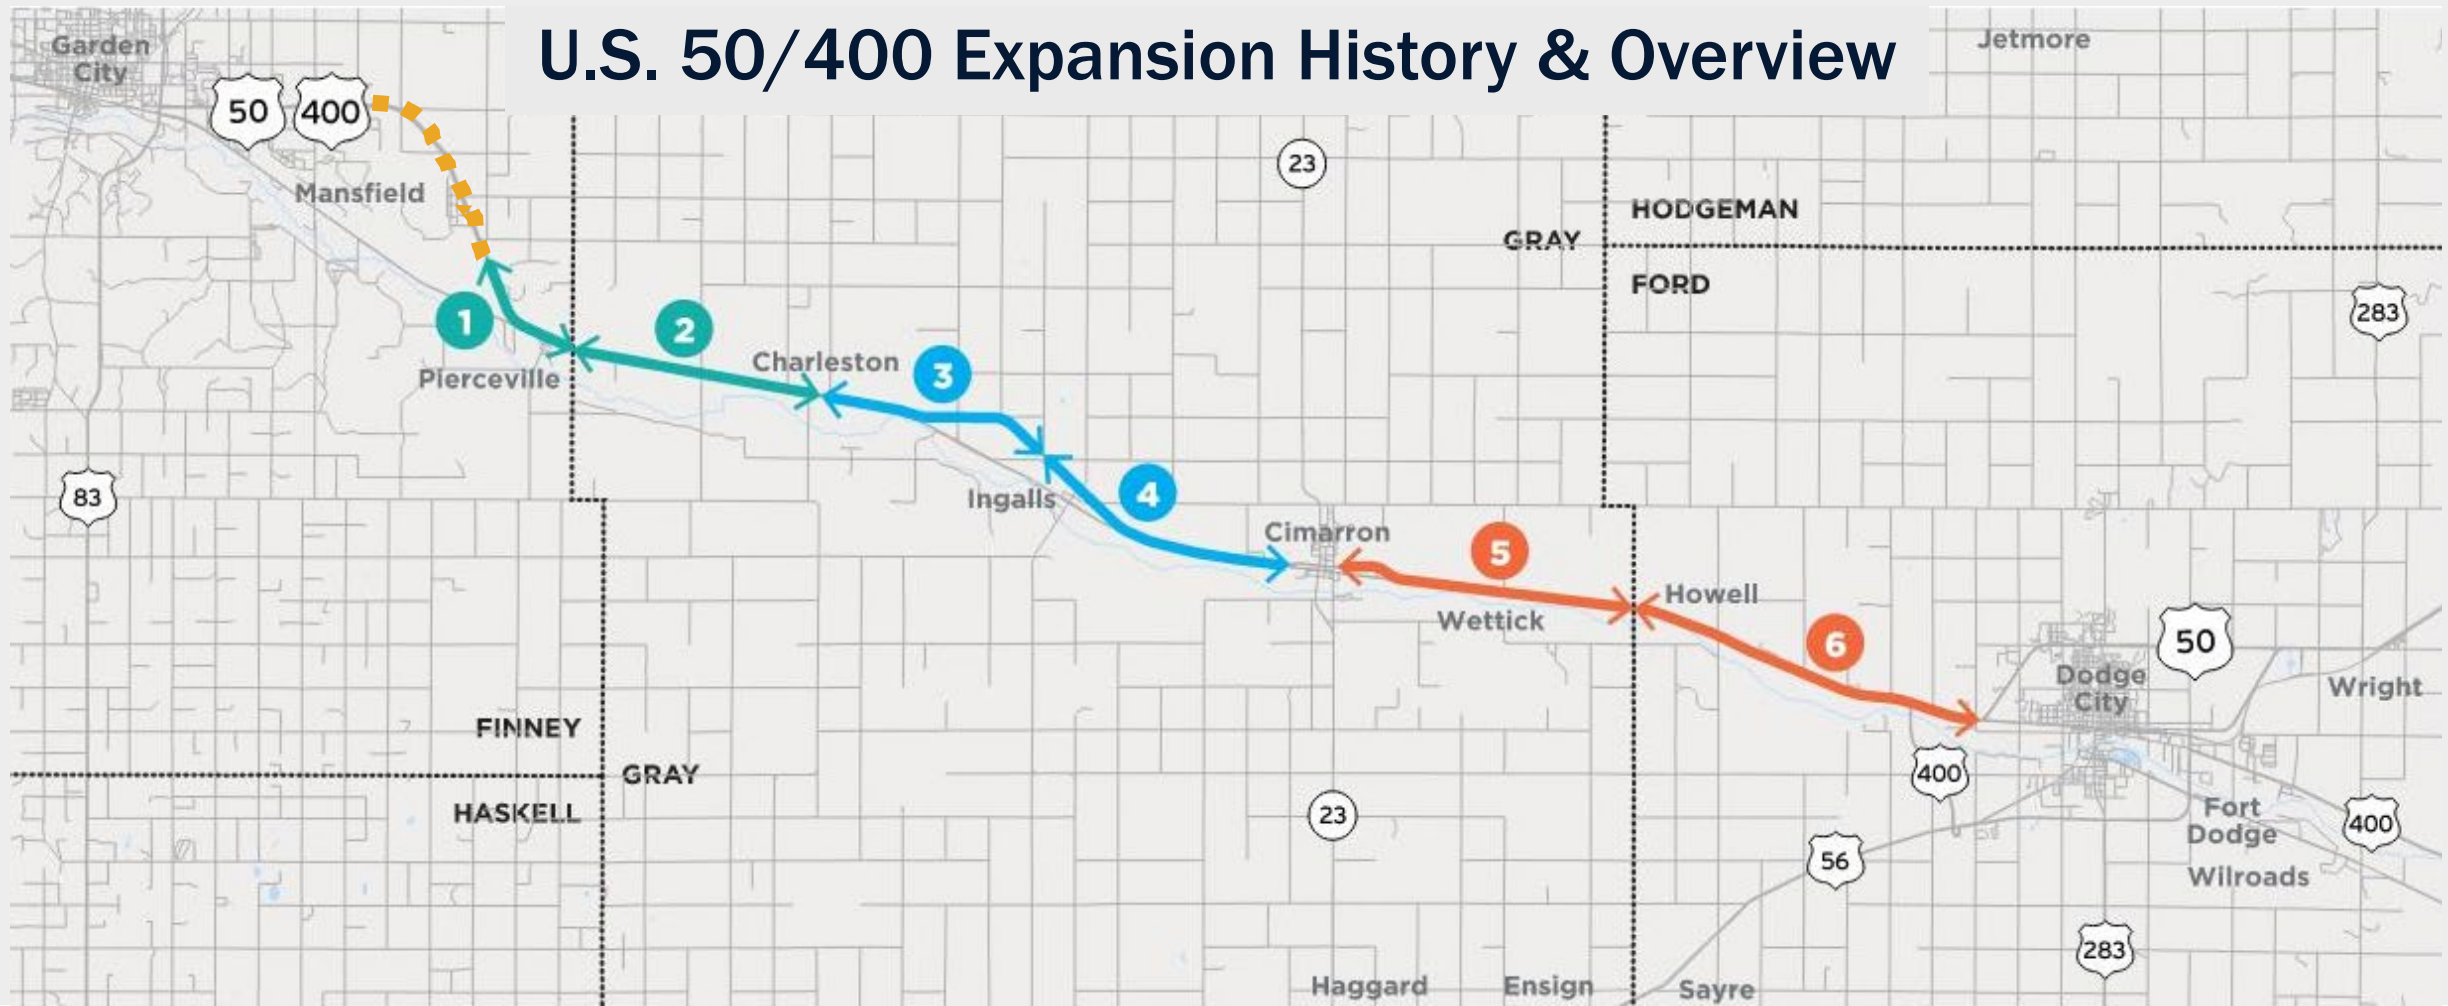 U.S. 50/400 Expansion History & Overview
Garden
City
Jetmore
50
400
23
Mansfield
HODGEMAN
GRAY
FORD
283
1
2
Charleston
3
Pierceville
83
Ingalls
4
Cimarron
5
Howell
Wettick
6
50
Dodge
City
Wright
FINNEY
GRAY
HASKELL
400
23
Fort
Dodge
400
56
Wilroads
283
Haggard
Ensign
Sayre